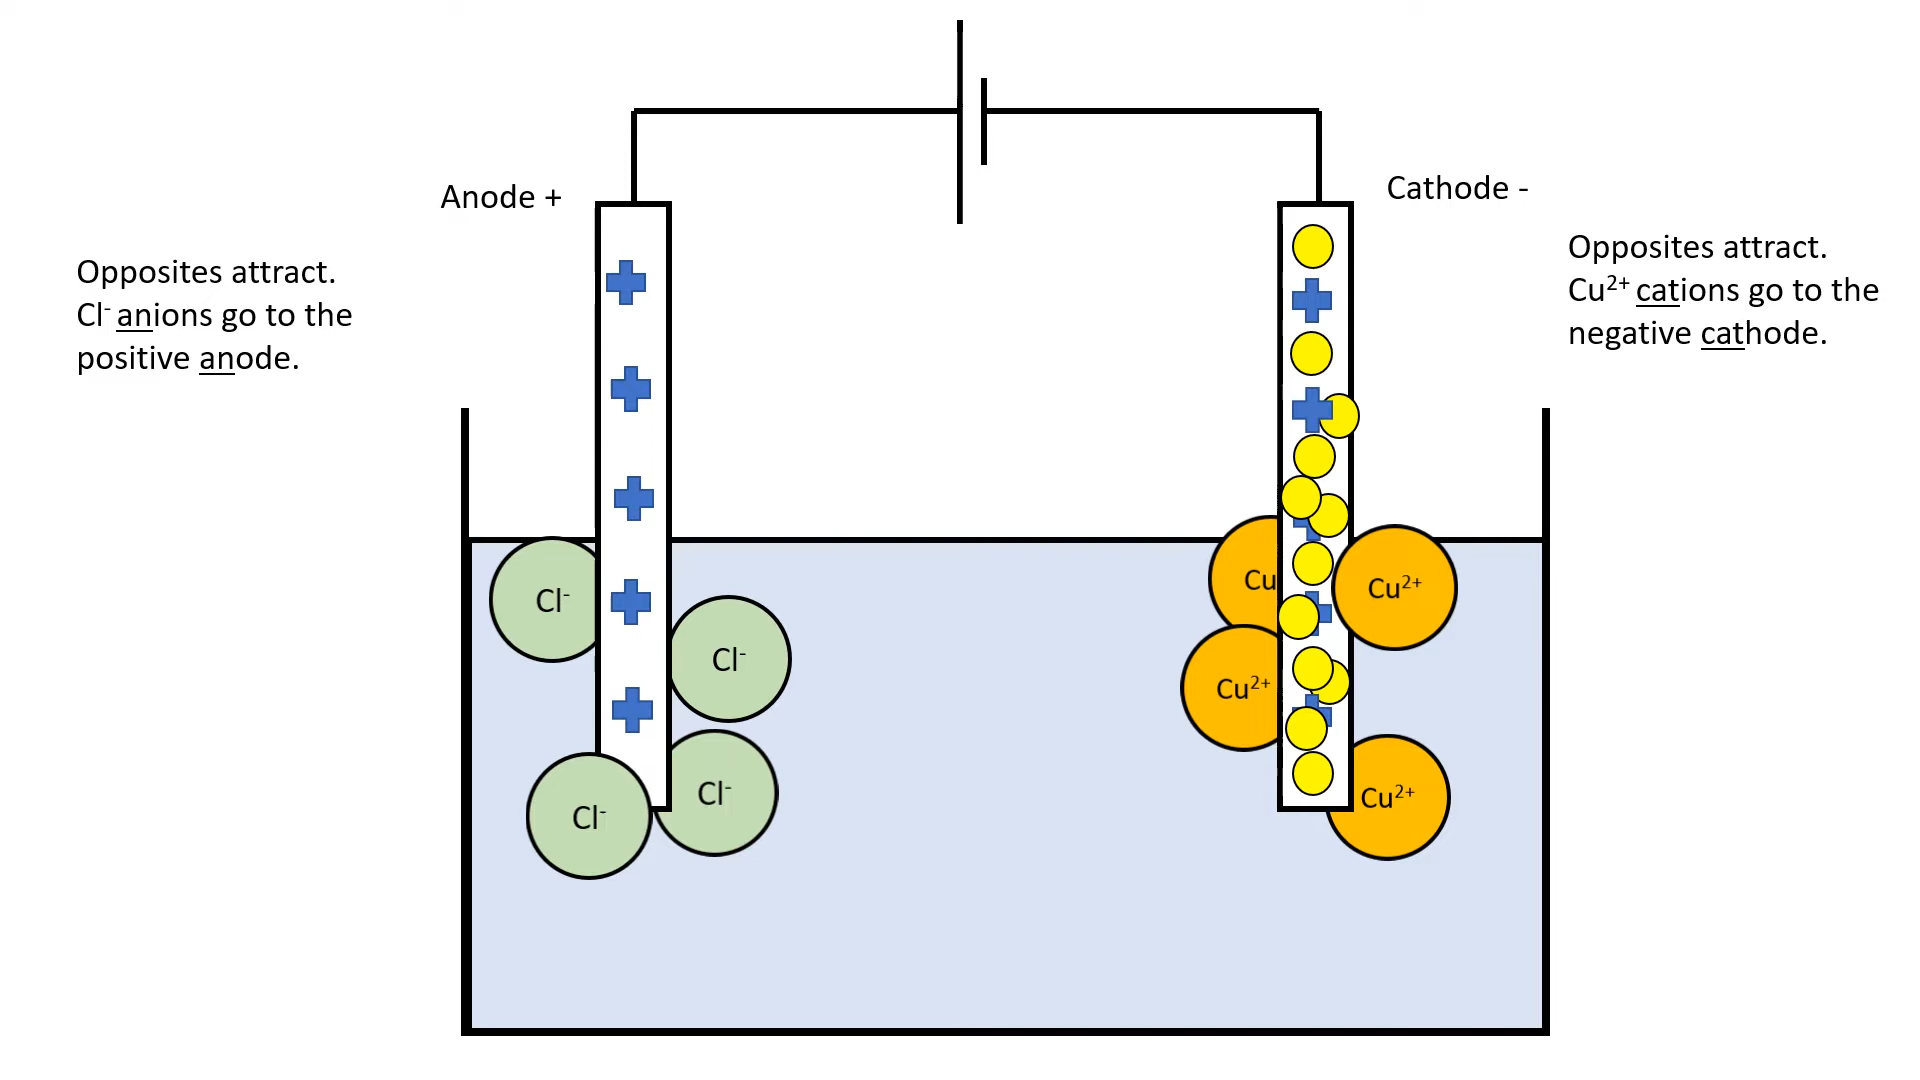 Anode +
Cathode -
Opposites attract.
Cl⁻ anions go to the
positive anode.
Opposites attract.
Cu²⁺ cations go to the
negative cathode.
Cl⁻
Cl⁻
Cl⁻
Cl⁻
Cu
Cu²⁺
Cu²⁺
Cu²⁺